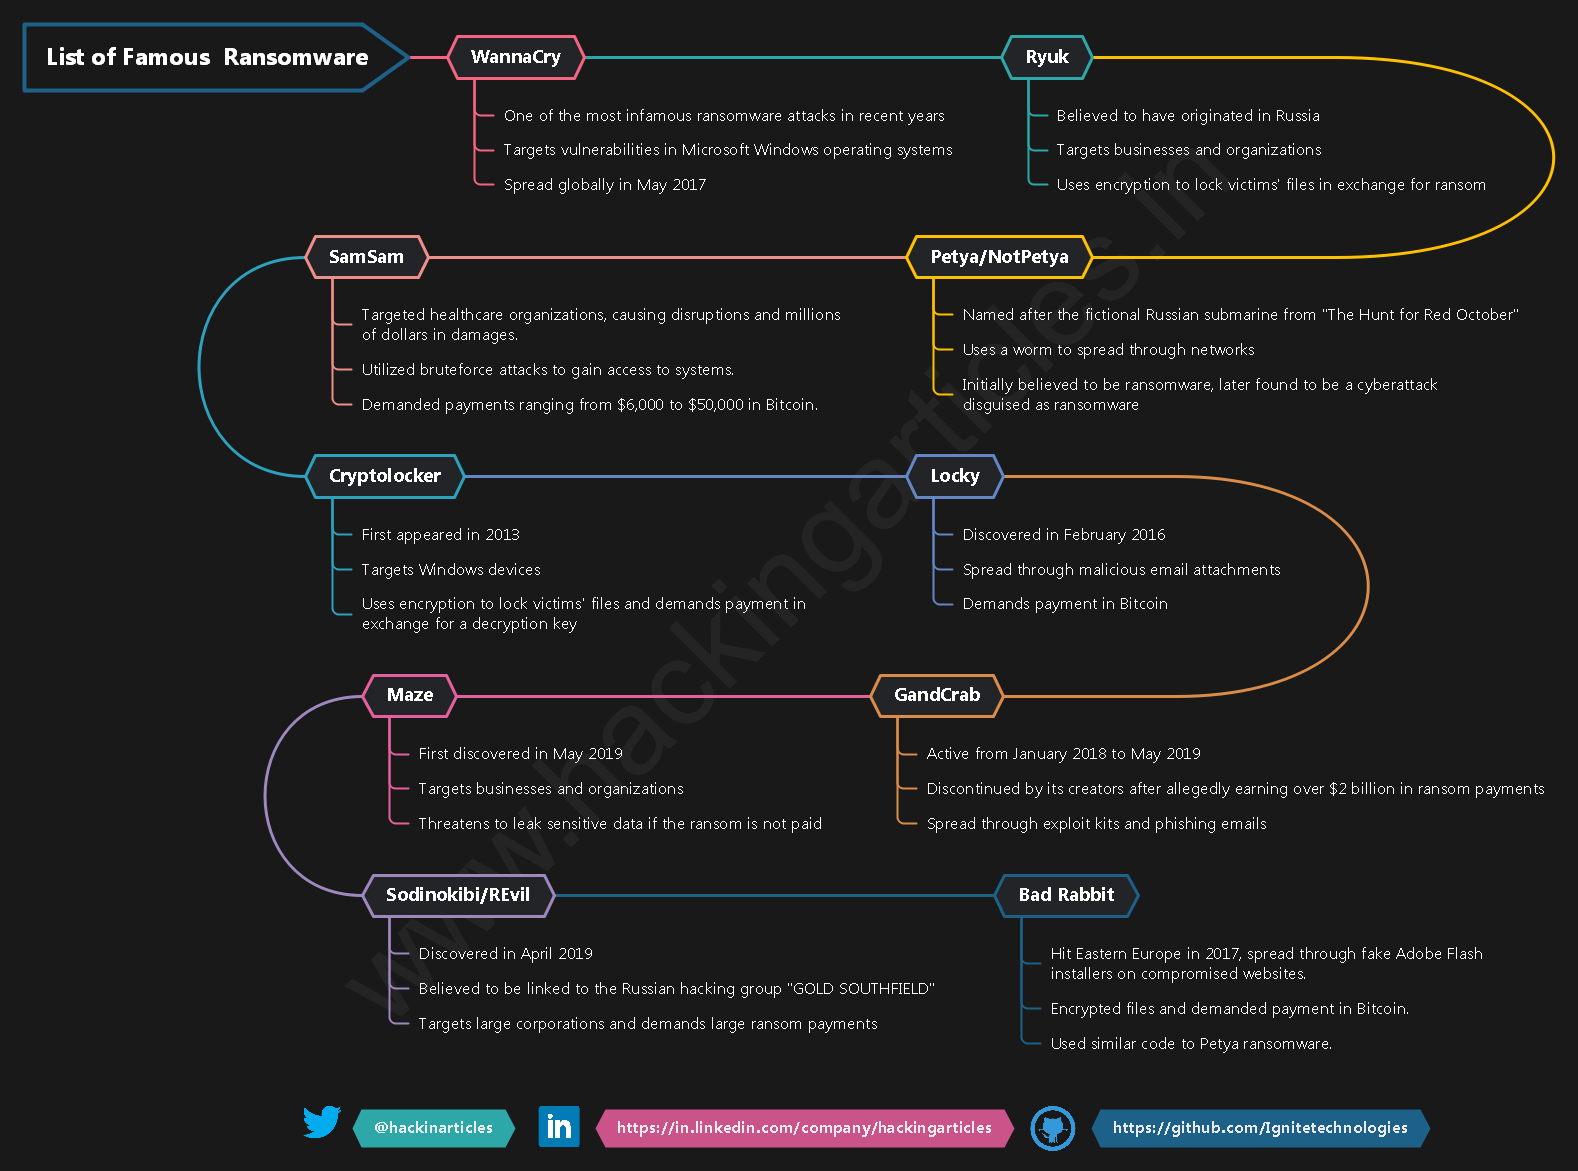 List of Famous Ransomware
WannaCry
One of the most infamous ransomware attacks in recent years
Targets vulnerabilities in Microsoft Windows operating systems
Spread globally in May 2017
Ryuk
Believed to have originated in Russia
Targets businesses and organizations
Uses encryption to lock victims' files in exchange for ransom
SamSam
Targeted healthcare organizations, causing disruptions and millions
of dollars in damages.
Utilized bruteforce attacks to gain access to systems.
Demanded payments ranging from $6,000 to $50,000 in Bitcoin.
Petya/NotPetya
Named after the fictional Russian submarine from "The Hunt for Red October"
Uses a worm to spread through networks
Initially believed to be ransomware, later found to be a cyberattack
disguised as ransomware
Cryptolocker
First appeared in 2013
Targets Windows devices
Uses encryption to lock victims' files and demands payment in
exchange for a decryption key
Locky
Discovered in February 2016
Spread through malicious email attachments
Demands payment in Bitcoin
Maze
First discovered in May 2019
Targets businesses and organizations
Threatens to leak sensitive data if the ransom is not paid
GandCrab
Active from January 2018 to May 2019
Discontinued by its creators after allegedly earning over $2 billion in ransom payments
Spread through exploit kits and phishing emails
Sodinokibi/REvil
Discovered in April 2019
Believed to be linked to the Russian hacking group "GOLD SOUTHFIELD"
Targets large corporations and demands large ransom payments
Bad Rabbit
Hit Eastern Europe in 2017, spread through fake Adobe Flash
installers on compromised websites.
Encrypted files and demanded payment in Bitcoin.
Used similar code to Petya ransomware.
www.hackingarticles.in
@hackinarticles
in
https://in.linkedin.com/company/hackingarticles
https://github.com/Ignitetechnologies